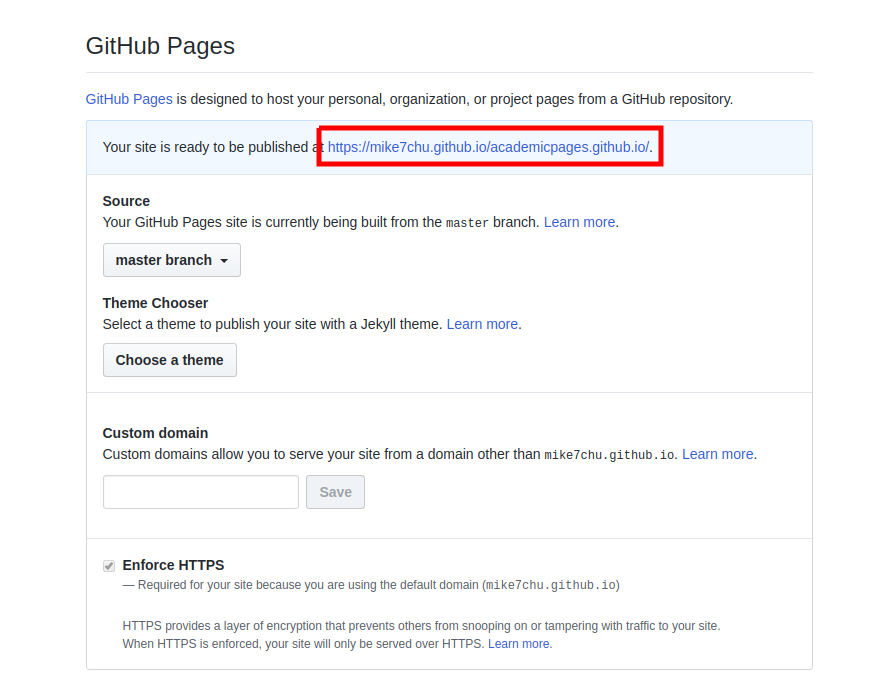 GitHub Pages
GitHub Pages is designed to host your personal, organization, or project pages from a GitHub repository.
Your site is ready to be published at https://mike7chu.github.io/academicpages.github.io/.
Source
Your GitHub Pages site is currently being built from the master branch. Learn more.
master branch
Theme Chooser
Select a theme to publish your site with a Jekyll theme. Learn more.
Choose a theme
Custom domain
Custom domains allow you to serve your site from a domain other than mike7chu.github.io. Learn more.
Save
Enforce HTTPS
— Required for your site because you are using the default domain (mike7chu.github.io)
HTTPS provides a layer of encryption that prevents others from snooping on or tampering with traffic to your site.
When HTTPS is enforced, your site will only be served over HTTPS. Learn more.